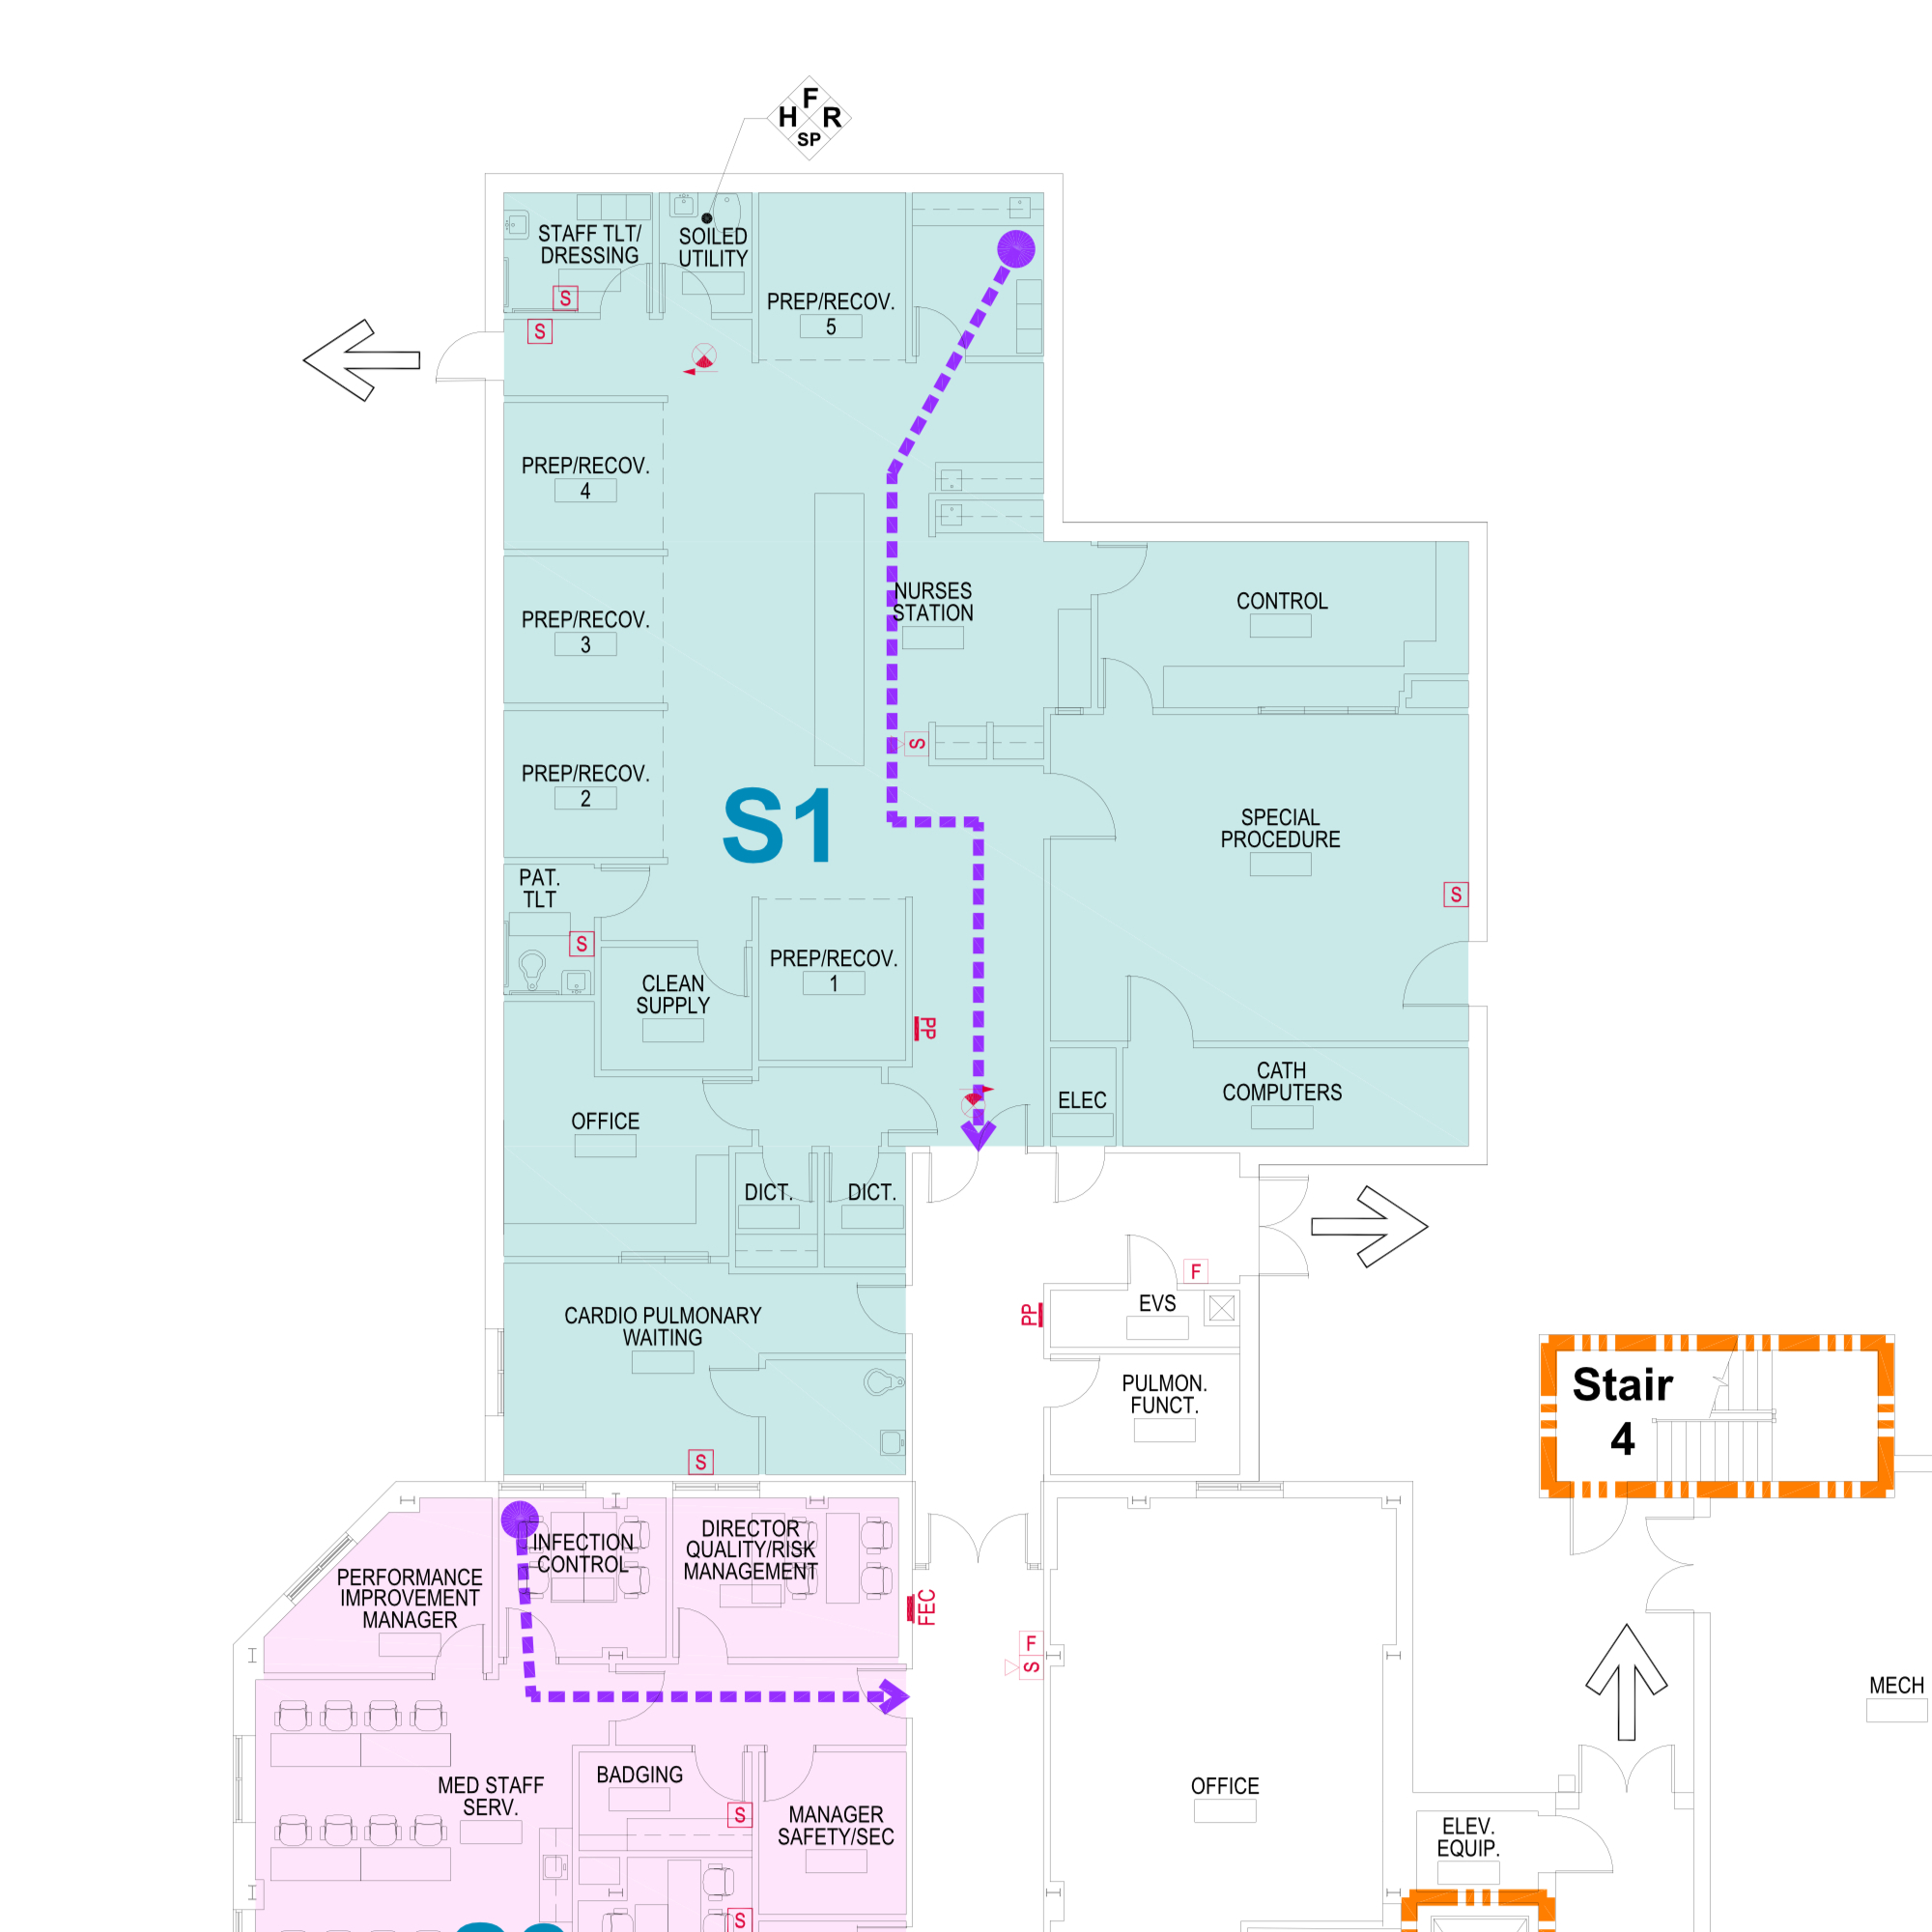 F
H R
SP
STAFF TLT/
DRESSING
SOILED
UTILITY
S
S
PREP/RECOV.
5
PREP/RECOV.
4
NURSES
STATION
CONTROL
PREP/RECOV.
3
S
PREP/RECOV.
2
S1
SPECIAL
PROCEDURE
S
PAT.
TLT
S
CLEAN
SUPPLY
PREP/RECOV.
1
PP
OFFICE
ELEC
CATH
COMPUTERS
DICT.
DICT.
F
EVS
PP
CARDIO PULMONARY
WAITING
PULMON.
FUNCT.
S
Stair
4
INFECTION
CONTROL
DIRECTOR
QUALITY/RISK
MANAGEMENT
PERFORMANCE
IMPROVEMENT
MANAGER
FEC
F
S
MECH
BADGING
MED STAFF
SERV.
S
MANAGER
SAFETY/SEC
OFFICE
ELEV.
EQUIP.
S